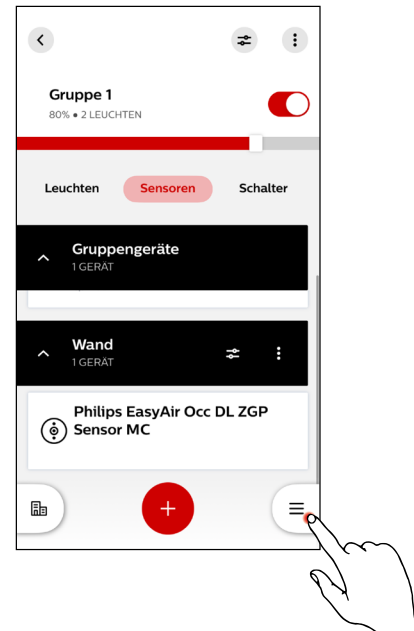 Gruppe 1
80% • 2 LEUCHTEN
Leuchten Sensoren Schalter
Gruppengeräte
1 GERÄT
Wand
1 GERÄT
Philips EasyAir Occ DL ZGP
Sensor MC